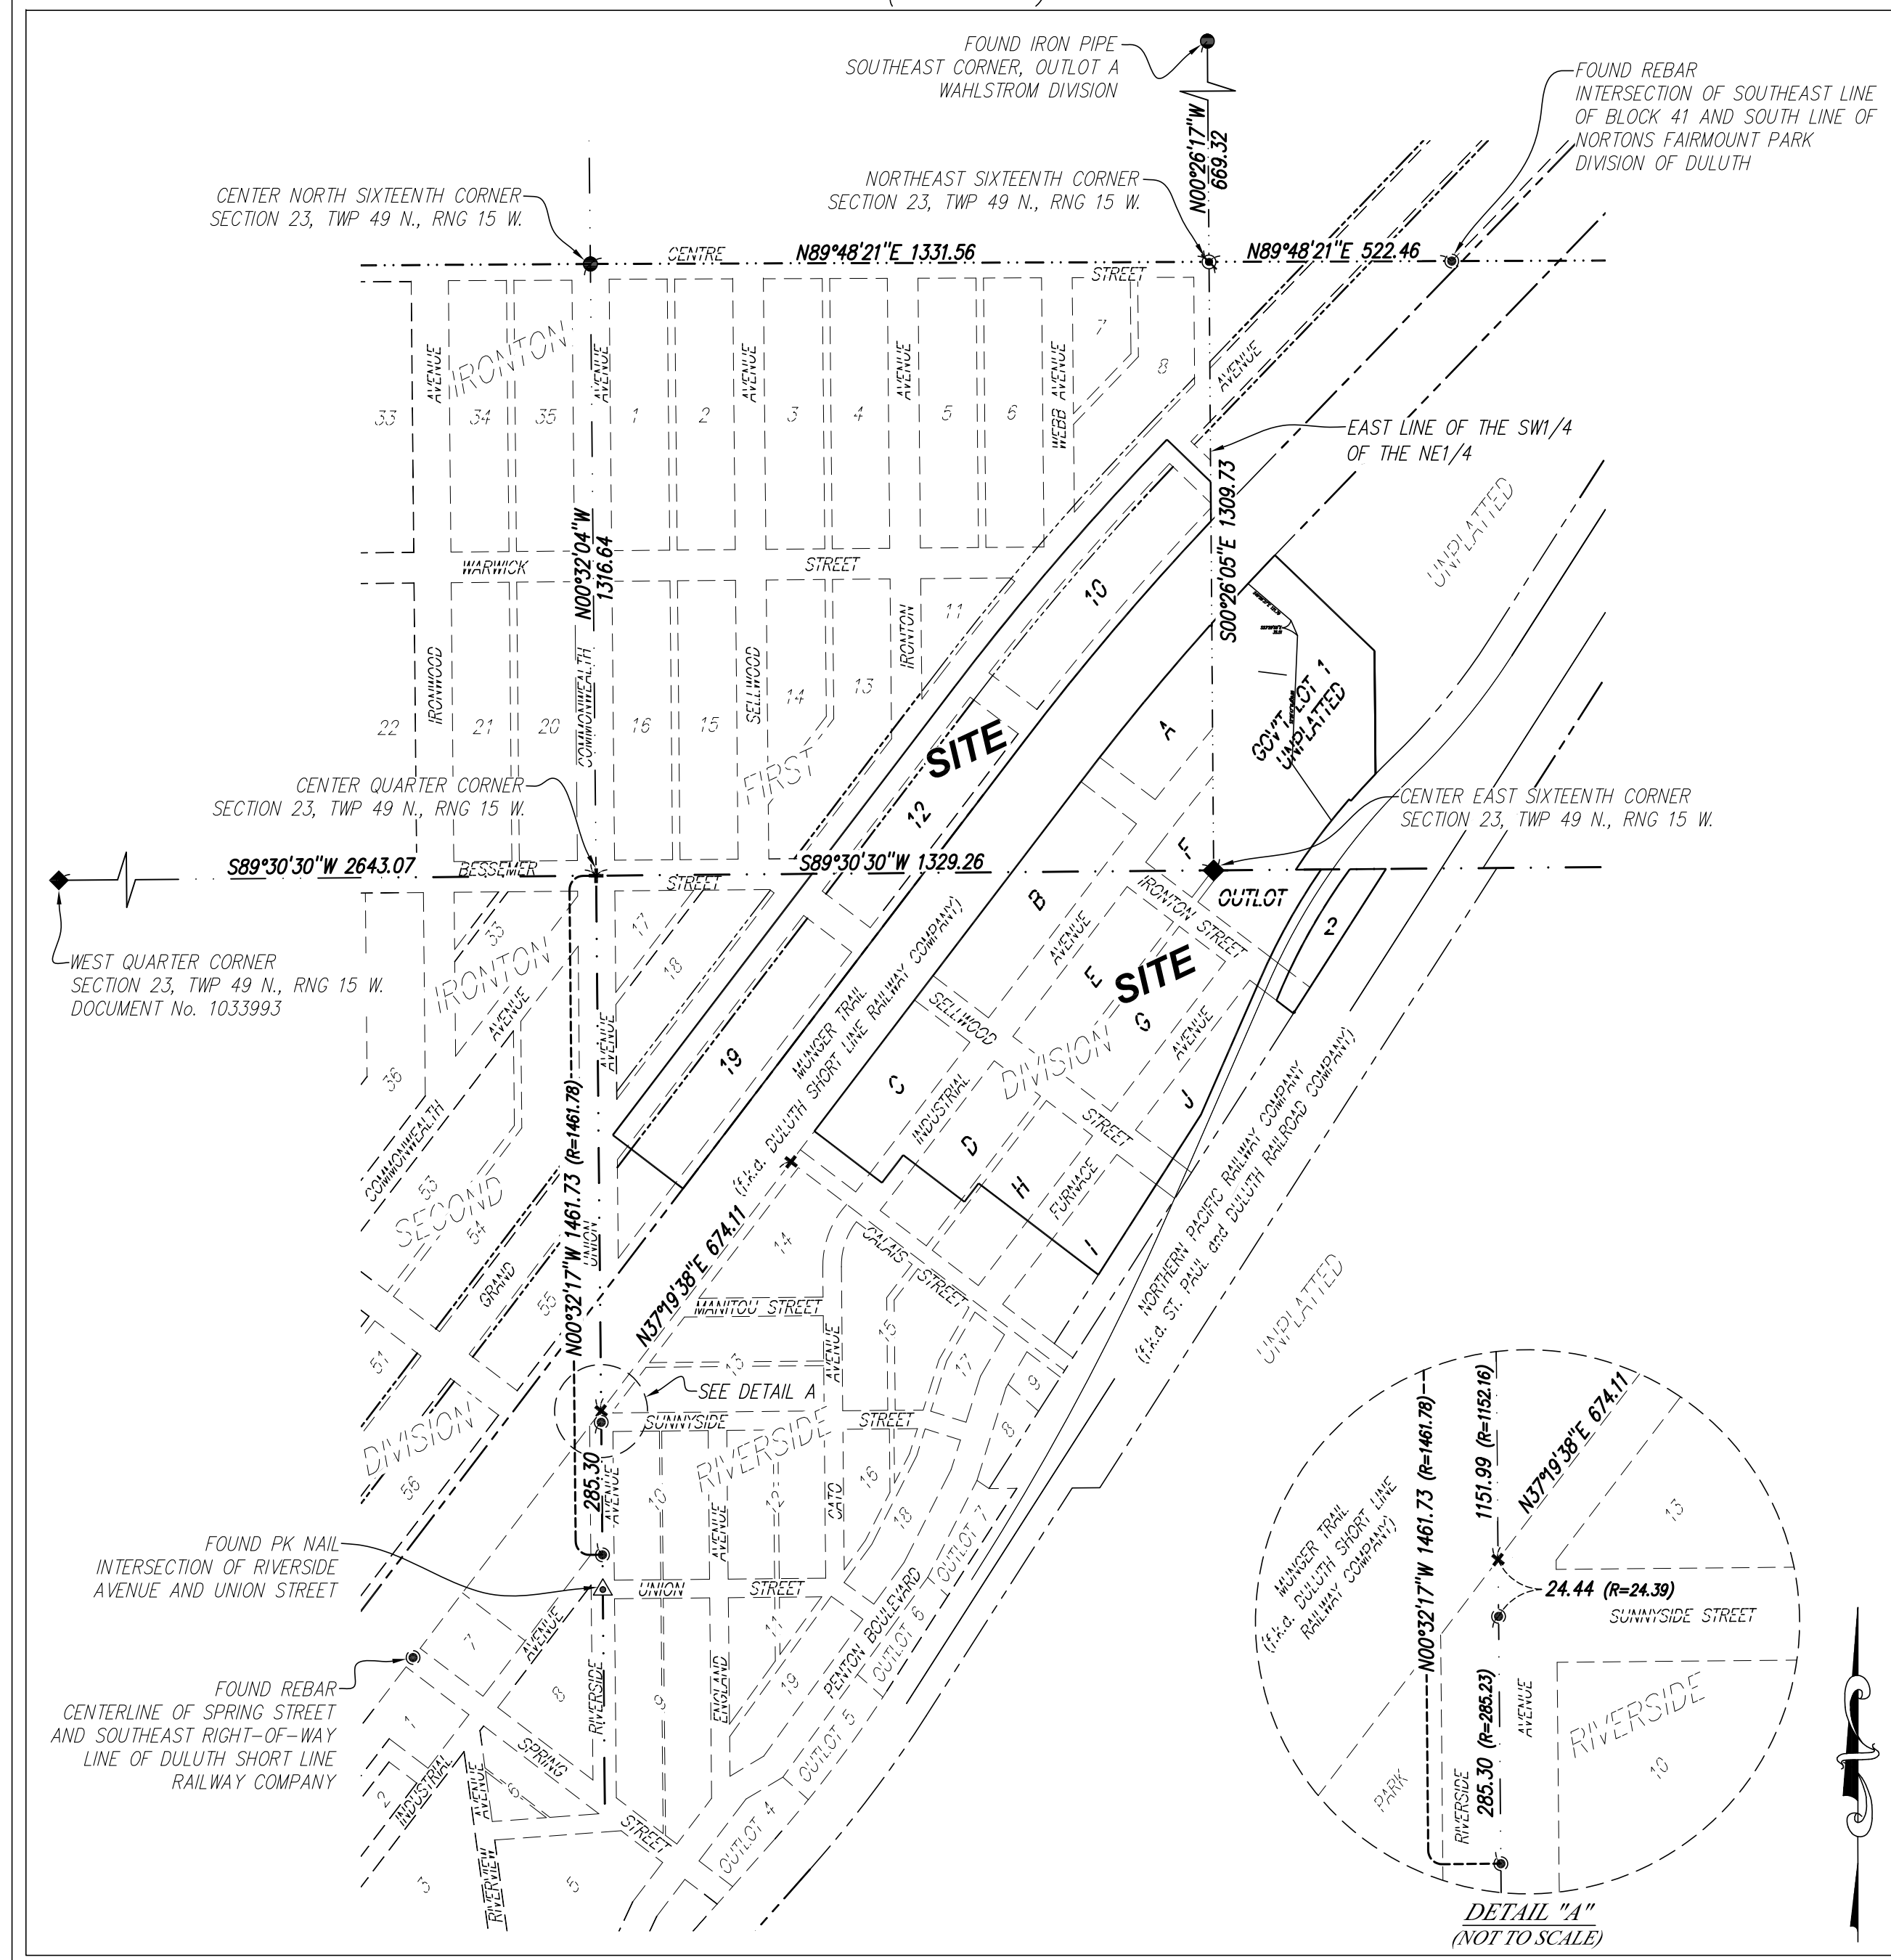 FOUND IRON PIPE
SOUTHEAST CORNER, OUTLOT A
WAHLSTROM DIVISION
N00°26'17"W
669.32
FOUND REBAR
INTERSECTION OF SOUTHEAST LINE
OF BLOCK 41 AND SOUTH LINE OF
NORTONS FAIRMOUNT PARK
DIVISION OF DULUTH
CENTER NORTH SIXTEENTH CORNER
SECTION 23, TWP 49 N., RNG 15 W.
NORTHEAST SIXTEENTH CORNER
SECTION 23, TWP 49 N., RNG 15 W.
CENTRE
N89°48'21"E 1331.56
N89°48'21"E 522.46
STREET
IRONTON
AVENUE
AVENUE
AVENUE
AVENUE
WEBB AVENUE
AVENUE
7
8
33
34
35
1
2
3
4
5
6
EAST LINE OF THE SW1/4
OF THE NE1/4
S00°26'05"E 1309.73
UNPLATTED
N00°32'04"W
1316.64
WARWICK
STREET
10
11
IRONWOOD
COMMONWEALTH
SELLWOOD
IRONTON
22
21
20
16
15
14
13
FIRST
SITE
12
A
GOV'T LOT 1
UNPLATTED
CENTER QUARTER CORNER
SECTION 23, TWP 49 N., RNG 15 W.
CENTER EAST SIXTEENTH CORNER
SECTION 23, TWP 49 N., RNG 15 W.
S89°30'30"W 2643.07
BESSEMER
STREET
S89°30'30"W 1329.26
F
OUTLOT
2
IRONTON STREET
B
AVENUE
E
SITE
G
AVENUE
WEST QUARTER CORNER
SECTION 23, TWP 49 N., RNG 15 W.
DOCUMENT No. 1033993
33
IRONTON
AVENUE
17
18
AVENUE
36
COMMONWEALTH
19
MUNGER TRAIL
(f.k.a. DULUTH SHORT LINE RAILWAY COMPANY)
SELLWOOD
DIVISION
C
INDUSTRIAL
D
J
STREET
H
FURNACE
I
NORTHERN PACIFIC RAILWAY COMPANY
(f.k.a. ST. PAUL and DULUTH RAILROAD COMPANY)
UNPLATTED
N00°32'17"W 1461.73 (R=1461.78)
UNION
53
SECOND
54
GRAND
55
N37°19'38"E 674.11
14
CALAIS STREET
MANITOU STREET
13
AVENUE
15
17
9
8
51
SEE DETAIL A
SUNNYSIDE
STREET
DIVISION
56
285.30
AVENUE
RIVERSIDE
10
AVENUE
12
CATO
16
18
FOUND PK NAIL
INTERSECTION OF RIVERSIDE
AVENUE AND UNION STREET
UNION
STREET
OUTLOT 7
PENTON BOULEVARD
OUTLOT 6
7
AVENUE
11
8
RIVERSIDE
9
ENGLAND
19
OUTLOT 5
FOUND REBAR
CENTERLINE OF SPRING STREET
AND SOUTHEAST RIGHT-OF-WAY
LINE OF DULUTH SHORT LINE
RAILWAY COMPANY
1
2
INDUSTRIAL
SPRING
STREET
AVENUE
6
RIVERVIEW
3
5
OUTLOT 4
MUNGER TRAIL
(f.k.a. DULUTH SHORT LINE
RAILWAY COMPANY)
N00°32'17"W 1461.73 (R=1461.78)
1151.99 (R=1152.16)
N37°19'38"E 674.11
13
24.44 (R=24.39)
SUNNYSIDE STREET
PARK
RIVERSIDE
285.30 (R=285.23)
AVENUE
RIVERSIDE
10
DETAIL "A"
(NOT TO SCALE)